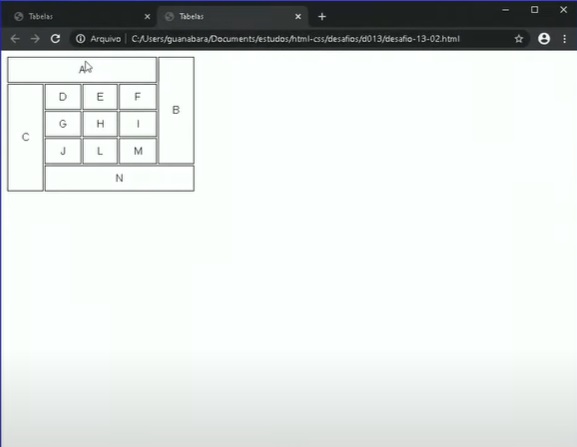 Tabelas
Tabelas
Arquivo
C:/Users/guanabara/Documents/estudos/html-css/desafios/d013/desafio-13-02.html
A
B
C
D E F
G H I
J L M
N